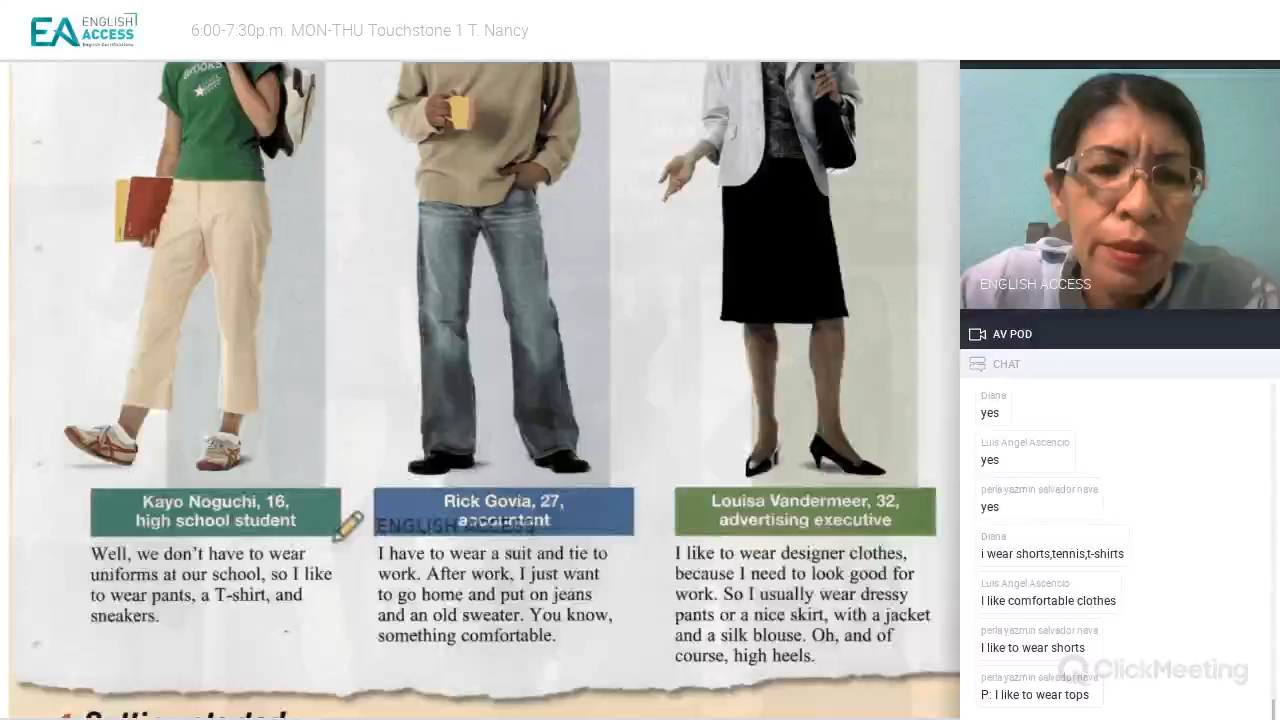 EA ENGLISH ACCESS
English Certifications
6:00-7:30p.m. MON-THU Touchstone 1 T. Nancy
Kayo Noguchi, 16,
high school student
Well, we don't have to wear
uniforms at our school, so I like
to wear pants, a T-shirt, and
sneakers.
Rick Govia, 27,
accountant
ENGLISH ACCESS
I have to wear a suit and tie to
work. After work, I just want
to go home and put on jeans
and an old sweater. You know,
something comfortable.
Louisa Vandermeer, 32,
advertising executive
I like to wear designer clothes,
because I need to look good for
work. So I usually wear dressy
pants or a nice skirt, with a jacket
and a silk blouse. Oh, and of
course, high heels.
ENGLISH ACCESS
AV POD
CHAT
Diana
yes
Luis Angel Ascencio
yes
perla yazmin salvador nava
yes
Diana
i wear shorts,tennis,t-shirts
Luis Angel Ascencio
I like comfortable clothes
perla yazmin salvador nava
I like to wear shorts
perla yazmin salvador nava
P: I like to wear tops
ClickMeeting